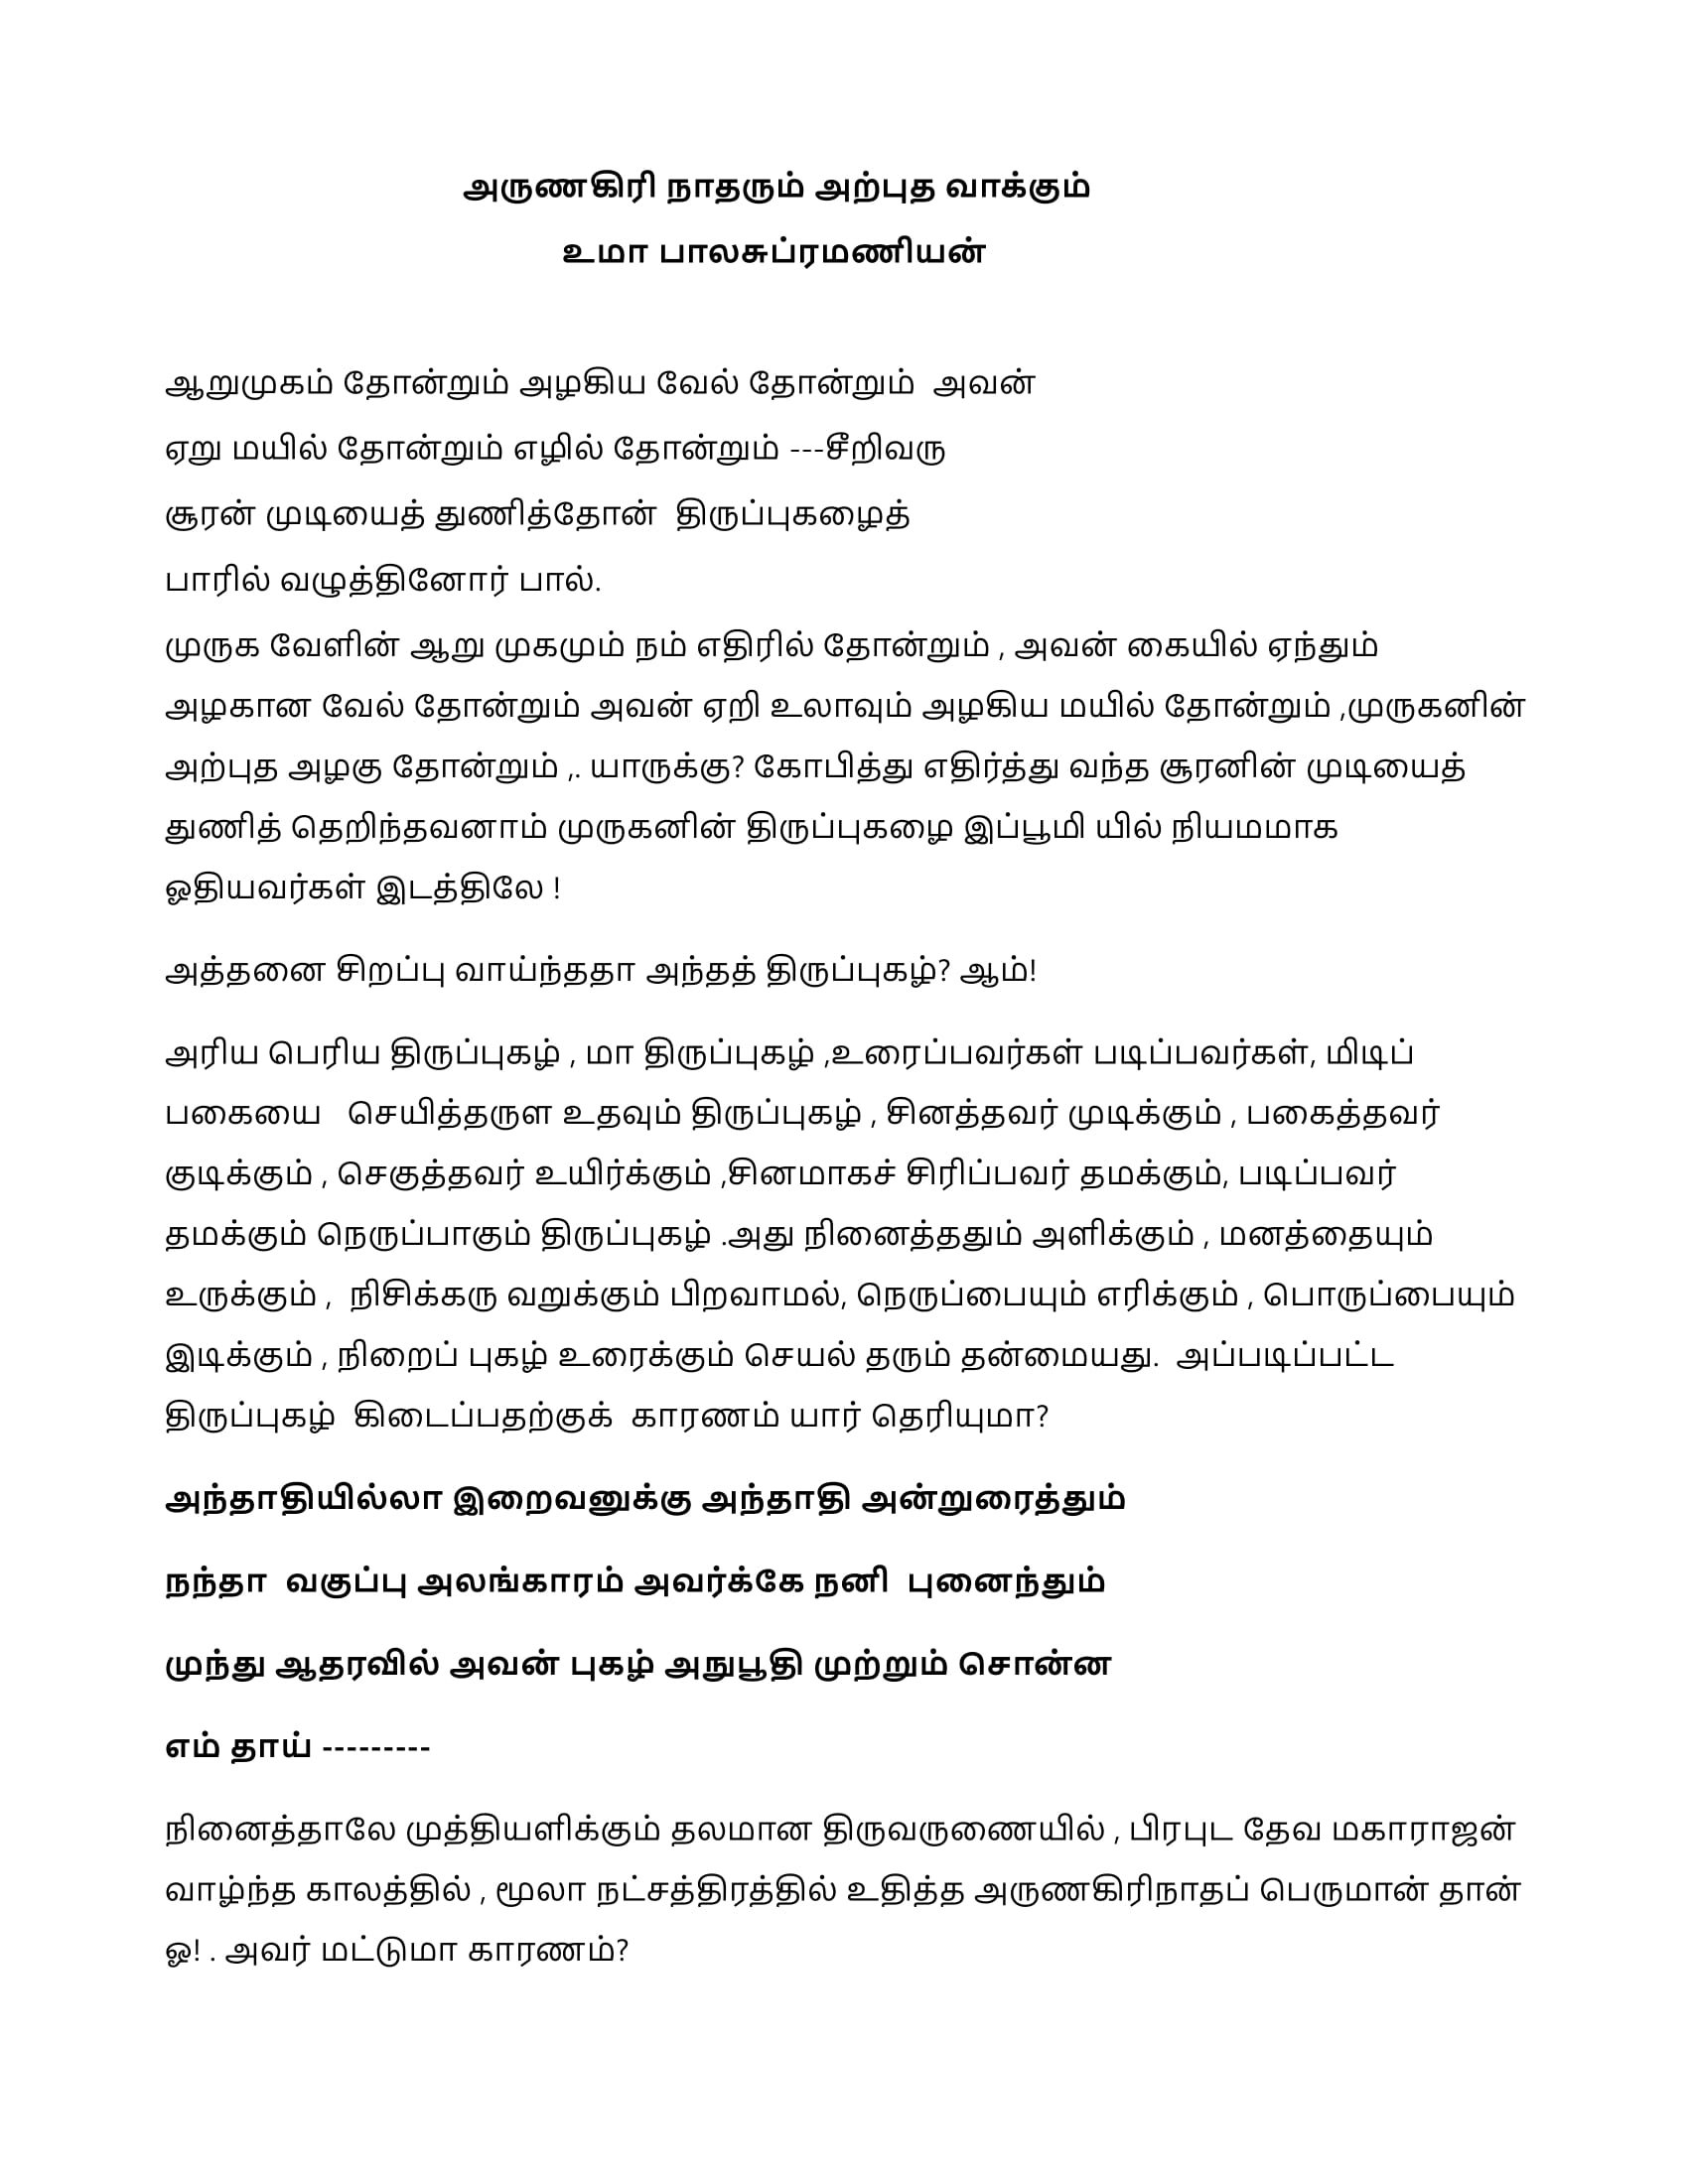 அருணகிரி நாதரும் அற்புத வாக்கும்
உமா பாலசுப்ரமணியன்
ஆறுமுகம் தோன்றும் அழகிய வேல் தோன்றும்  அவன்
ஏறு மயில் தோன்றும் எழில் தோன்றும் ---சீறிவரு
சூரன் முடியைத் துணித்தோன்  திருப்புகழைத்
பாரில் வழுத்தினோர் பால்.
முருக வேளின் ஆறு முகமும் நம் எதிரில் தோன்றும் , அவன் கையில் ஏந்தும்
அழகான வேல் தோன்றும் அவன் ஏறி உலாவும் அழகிய மயில் தோன்றும் ,முருகனின்
அற்புத அழகு தோன்றும் ,. யாருக்கு? கோபித்து எதிர்த்து வந்த சூரனின் முடியைத்
துணித் தெறிந்தவனாம் முருகனின் திருப்புகழை இப்பூமி யில் நியமமாக
ஓதியவர்கள் இடத்திலே !
அத்தனை சிறப்பு வாய்ந்ததா அந்தத் திருப்புகழ்? ஆம்!
அரிய பெரிய திருப்புகழ் , மா திருப்புகழ் ,உரைப்பவர்கள் படிப்பவர்கள், மிடிப்
பகையை   செயித்தருள உதவும் திருப்புகழ் , சினத்தவர் முடிக்கும் , பகைத்தவர்
குடிக்கும் , செகுத்தவர் உயிர்க்கும் ,சினமாகச் சிரிப்பவர் தமக்கும், படிப்பவர்
தமக்கும் நெருப்பாகும் திருப்புகழ் .அது நினைத்ததும் அளிக்கும் , மனத்தையும்
உருக்கும் ,  நிசிக்கரு வறுக்கும் பிறவாமல், நெருப்பையும் எரிக்கும் , பொருப்பையும்
இடிக்கும் , நிறைப் புகழ் உரைக்கும் செயல் தரும் தன்மையது.  அப்படிப்பட்ட
திருப்புகழ்  கிடைப்பதற்குக்  காரணம் யார் தெரியுமா?
அந்தாதியில்லா இறைவனுக்கு அந்தாதி அன்றுரைத்தும்
நந்தா  வகுப்பு அலங்காரம் அவர்க்கே நனி  புனைந்தும்
முந்து ஆதரவில் அவன் புகழ் அநுபூதி முற்றும் சொன்ன
எம் தாய் ---------
நினைத்தாலே முத்தியளிக்கும் தலமான திருவருணையில் , பிரபுட தேவ மகாராஜன்
வாழ்ந்த காலத்தில் , மூலா நட்சத்திரத்தில் உதித்த அருணகிரிநாதப் பெருமான் தான்
ஓ! . அவர் மட்டுமா காரணம்?